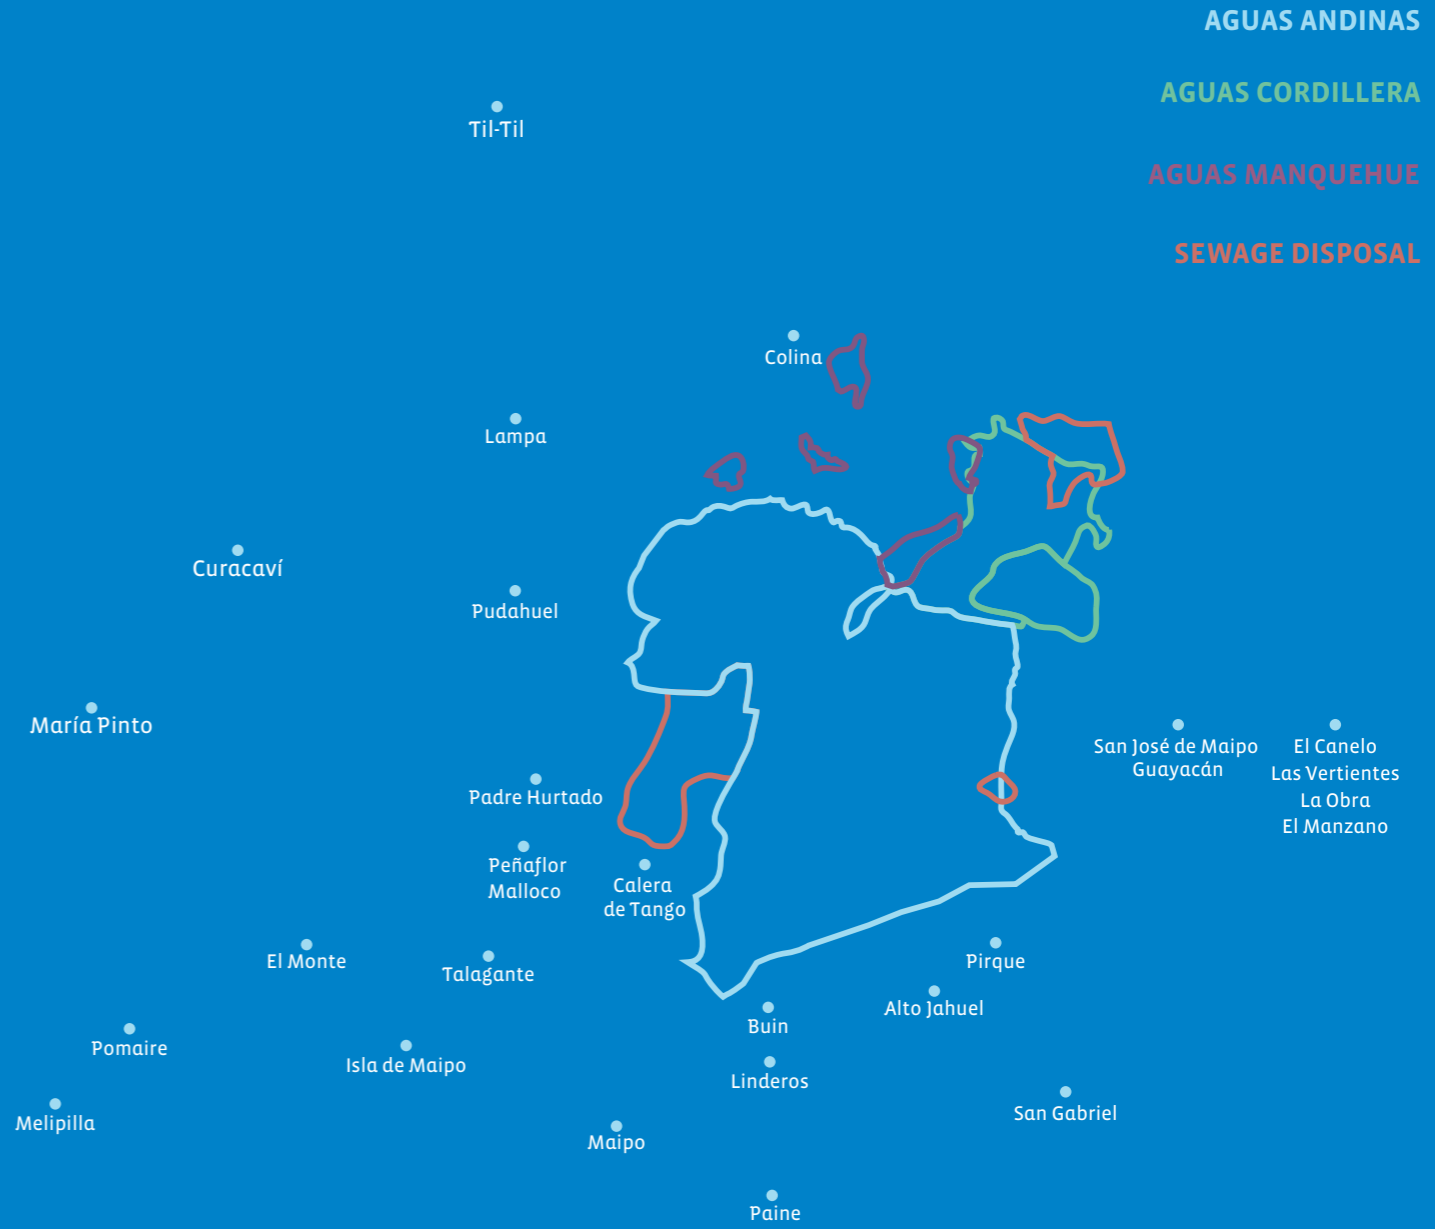 AGUAS ANDINAS
AGUAS CORDILLERA
Til-Til
AGUAS MANQUEHUE
SEWAGE DISPOSAL
Colina
Lampa
Curacaví
Pudahuel
María Pinto
San José de Maipo
Guayacán
El Canelo
Las Vertientes
La Obra
El Manzano
Padre Hurtado
Peñaflor
Malloco
Calera
de Tango
El Monte
Talagante
Pirque
Alto Jahuel
Buin
Pomaire
Isla de Maipo
Linderos
Melipilla
San Gabriel
Maipo
Paine